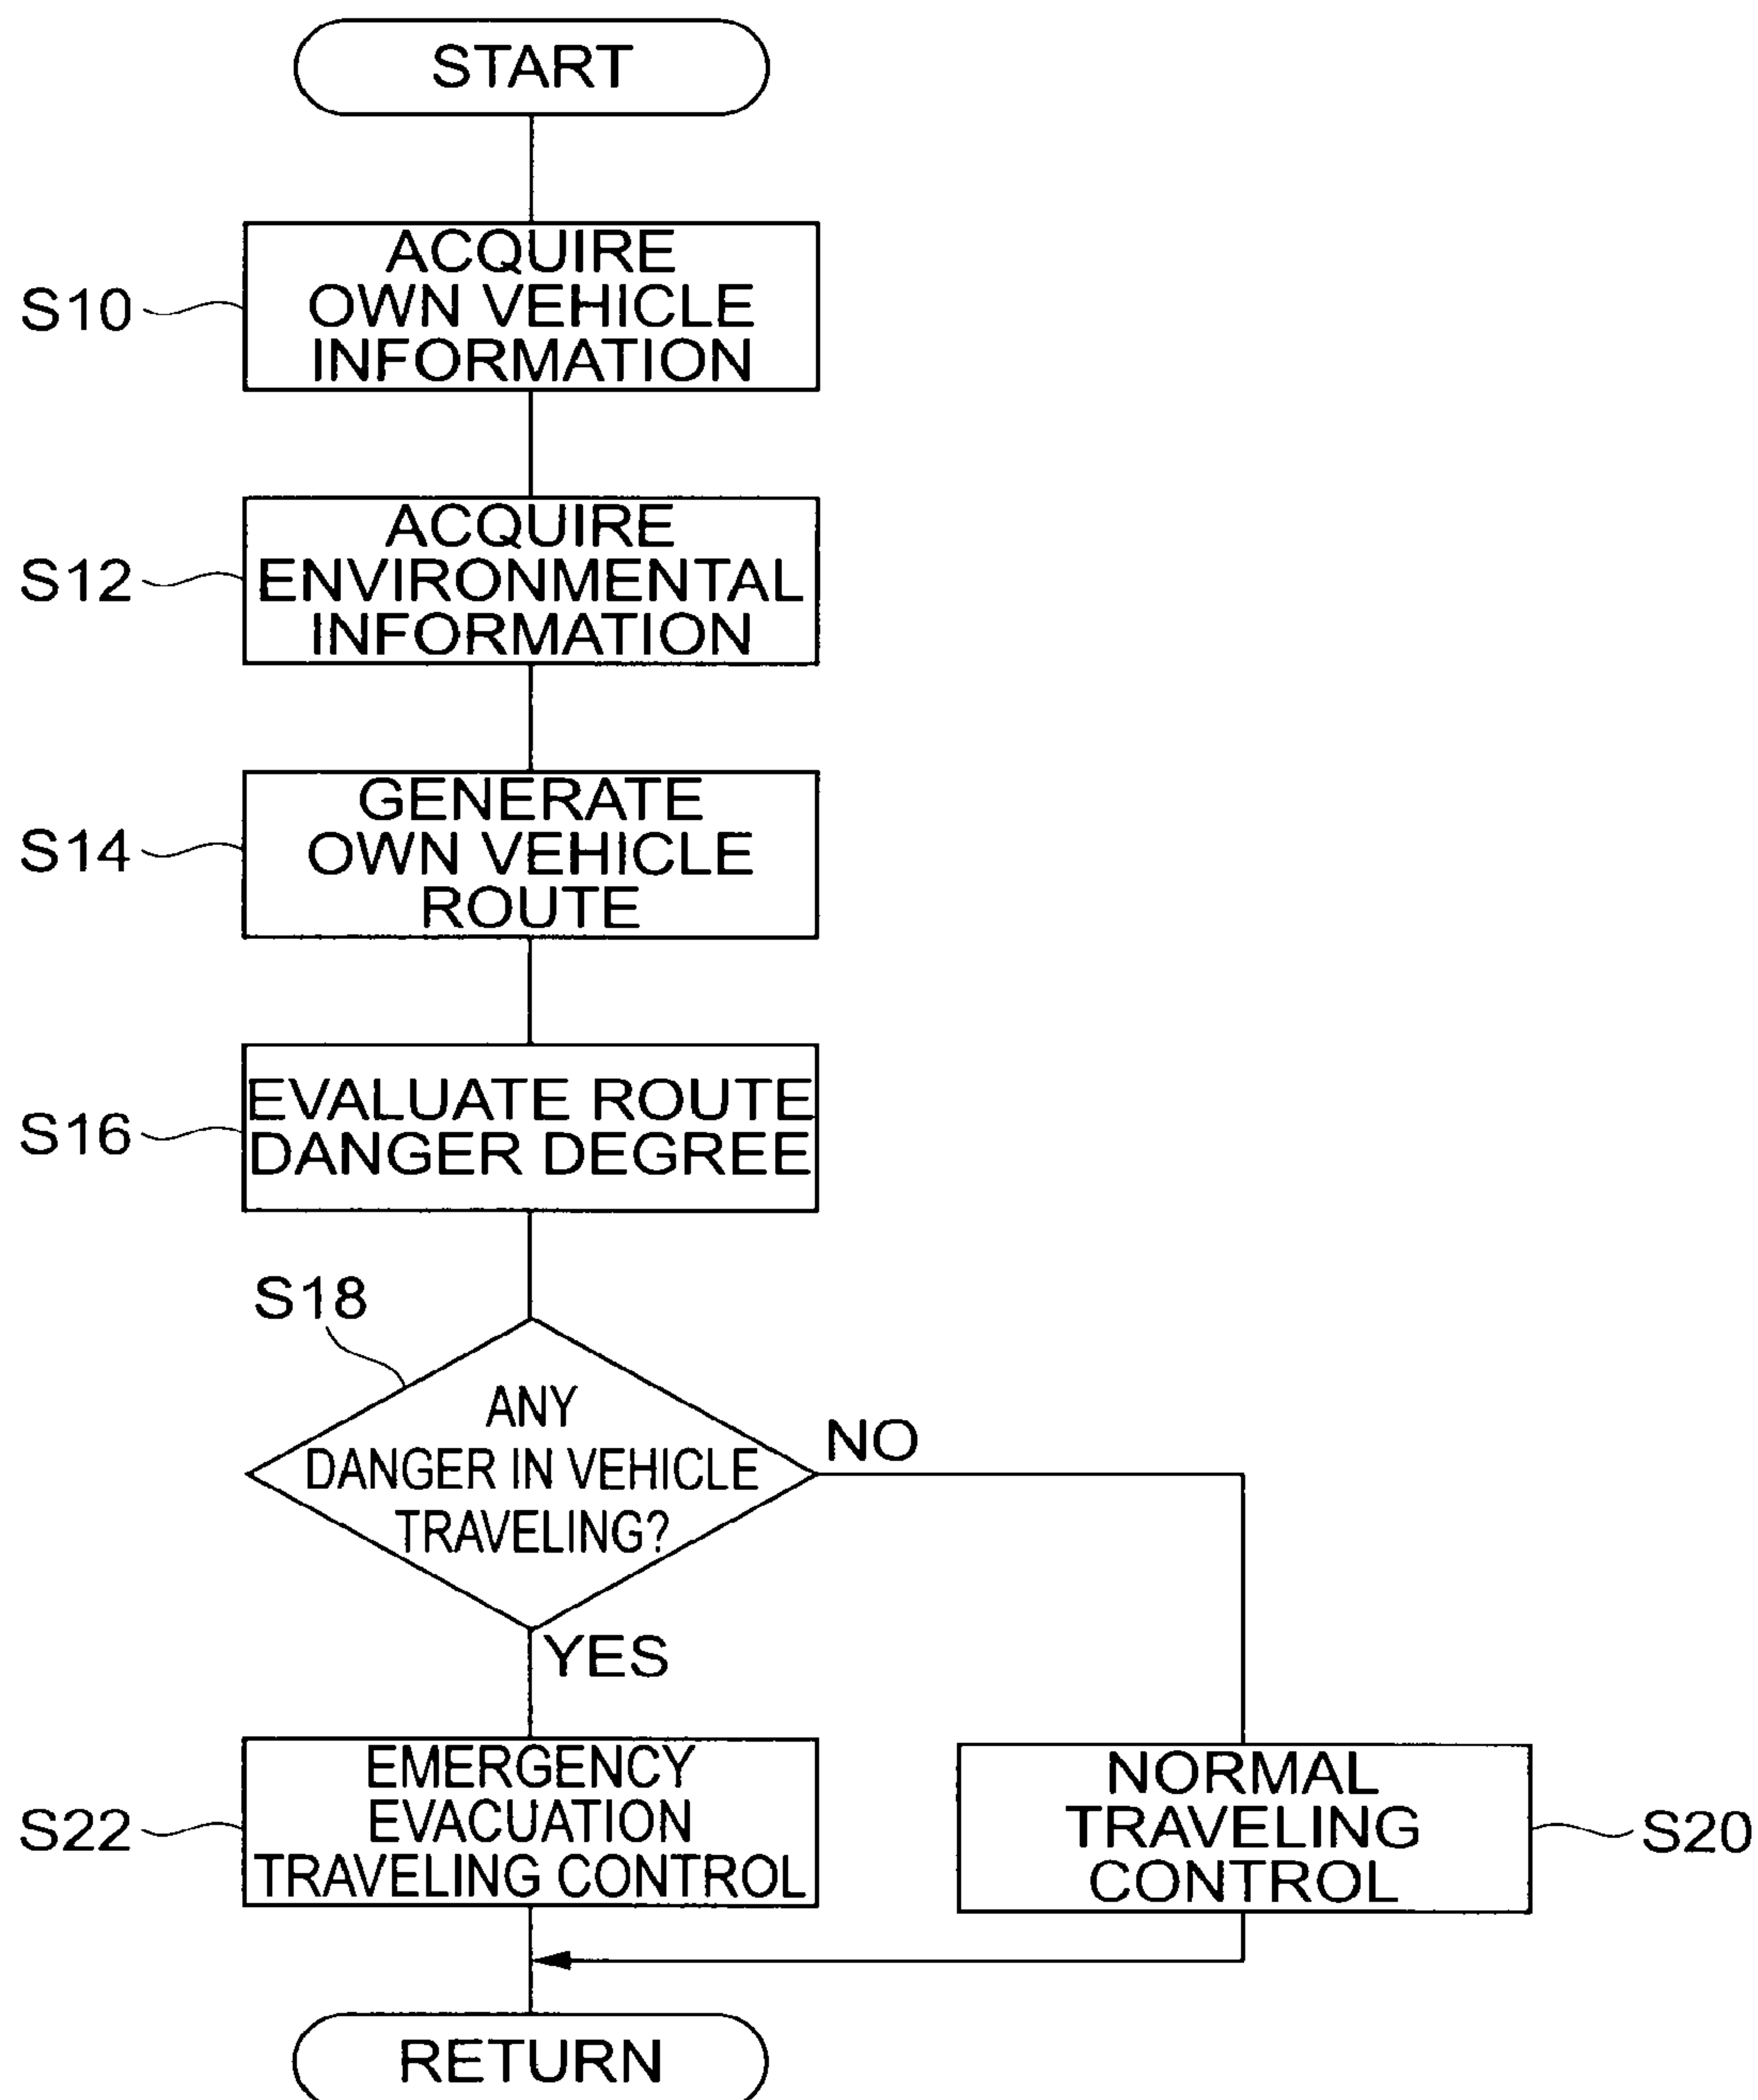 START
S10
ACQUIRE
OWN VEHICLE
INFORMATION
S12
ACQUIRE
ENVIRONMENTAL
INFORMATION
S14
GENERATE
OWN VEHICLE
ROUTE
S16
EVALUATE ROUTE
DANGER DEGREE
S18
ANY
DANGER IN VEHICLE
TRAVELING?
NO
YES
S22
EMERGENCY
EVACUATION
TRAVELING CONTROL
NORMAL
TRAVELING
CONTROL
S20
RETURN